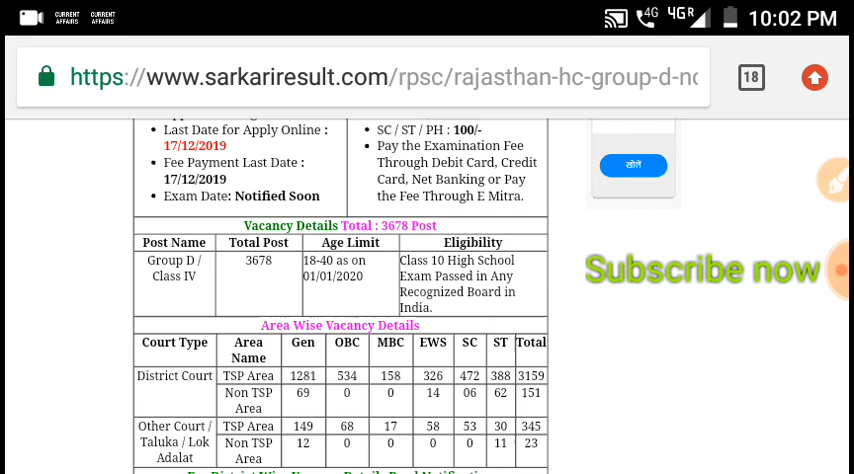 CURRENT AFFAIRS CURRENT AFFAIRS 4G 4G R 10:02 PM
https://www.sarkariresult.com/rpsc/rajasthan-hc-group-d-no
18
• Last Date for Apply Online :
17/12/2019
• Fee Payment Last Date :
17/12/2019
• Exam Date: Notified Soon
• SC / ST / PH : 100/-
• Pay the Examination Fee
Through Debit Card, Credit
Card, Net Banking or Pay
the Fee Through E Mitra.
खोलें
Subscribe now
Vacancy Details Total : 3678 Post
Post Name Total Post Age Limit Eligibility
Group D / Class IV 3678 18-40 as on 01/01/2020 Class 10 High School
Exam Passed in Any
Recognized Board in
India.
Area Wise Vacancy Details
Court Type Area Name Gen OBC MBC EWS SC ST Total
District Court TSP Area 1281 534 158 326 472 388 3159
Non TSP Area 69 0 0 14 06 62 151
Other Court / Taluka / Lok Adalat TSP Area 149 68 17 58 53 30 345
Non TSP Area 12 0 0 0 0 11 23